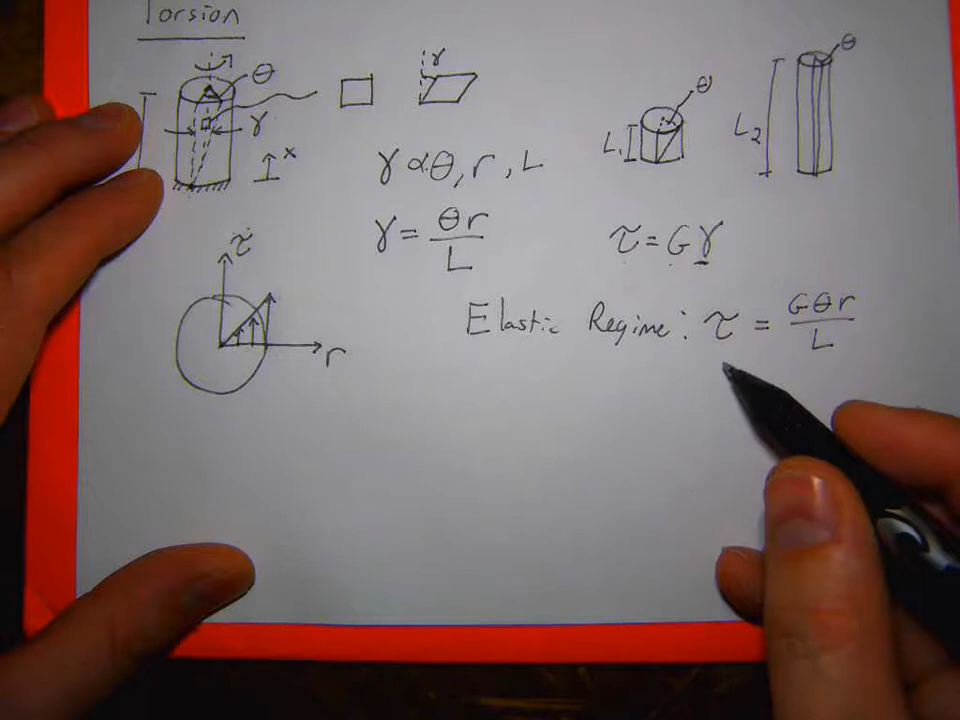 Torsion
θ
γ
x
γ
θ
L₁
θ
L₂
γ ∝ θ, r, L
γ = θr / L
τ = Gγ
τ
r
Elastic Regime: τ = Gθr / L